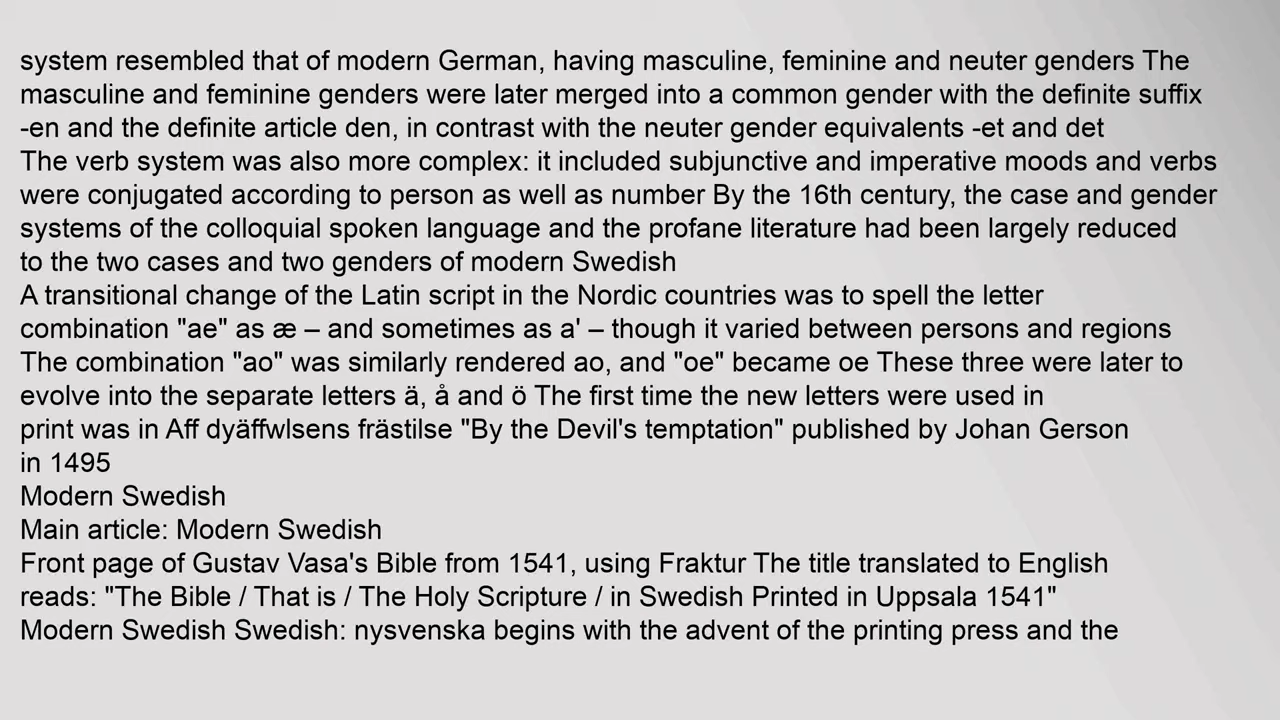 system resembled that of modern German, having masculine, feminine and neuter genders The
masculine and feminine genders were later merged into a common gender with the definite suffix
-en and the definite article den, in contrast with the neuter gender equivalents -et and det
The verb system was also more complex: it included subjunctive and imperative moods and verbs
were conjugated according to person as well as number By the 16th century, the case and gender
systems of the colloquial spoken language and the profane literature had been largely reduced
to the two cases and two genders of modern Swedish
A transitional change of the Latin script in the Nordic countries was to spell the letter
combination "ae" as æ – and sometimes as a' – though it varied between persons and regions
The combination "ao" was similarly rendered ao, and "oe" became oe These three were later to
evolve into the separate letters ä, å and ö The first time the new letters were used in
print was in Aff dyäffwlsens frästilse "By the Devil's temptation" published by Johan Gerson
in 1495
Modern Swedish
Main article: Modern Swedish
Front page of Gustav Vasa's Bible from 1541, using Fraktur The title translated to English
reads: "The Bible / That is / The Holy Scripture / in Swedish Printed in Uppsala 1541"
Modern Swedish Swedish: nysvenska begins with the advent of the printing press and the